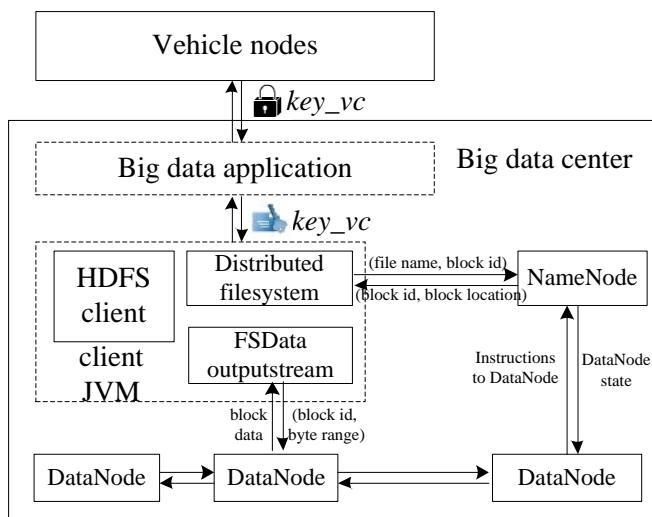 Vehicle nodes
key_vc
Big data application
Big data center
key_vc
HDFS
client
client
JVM
Distributed
filesystem
(file name, block id)
(block id, block location)
NameNode
FSData
outputstream
Instructions
to DataNode
DataNode
state
block
data
(block id,
byte range)
DataNode
DataNode
DataNode